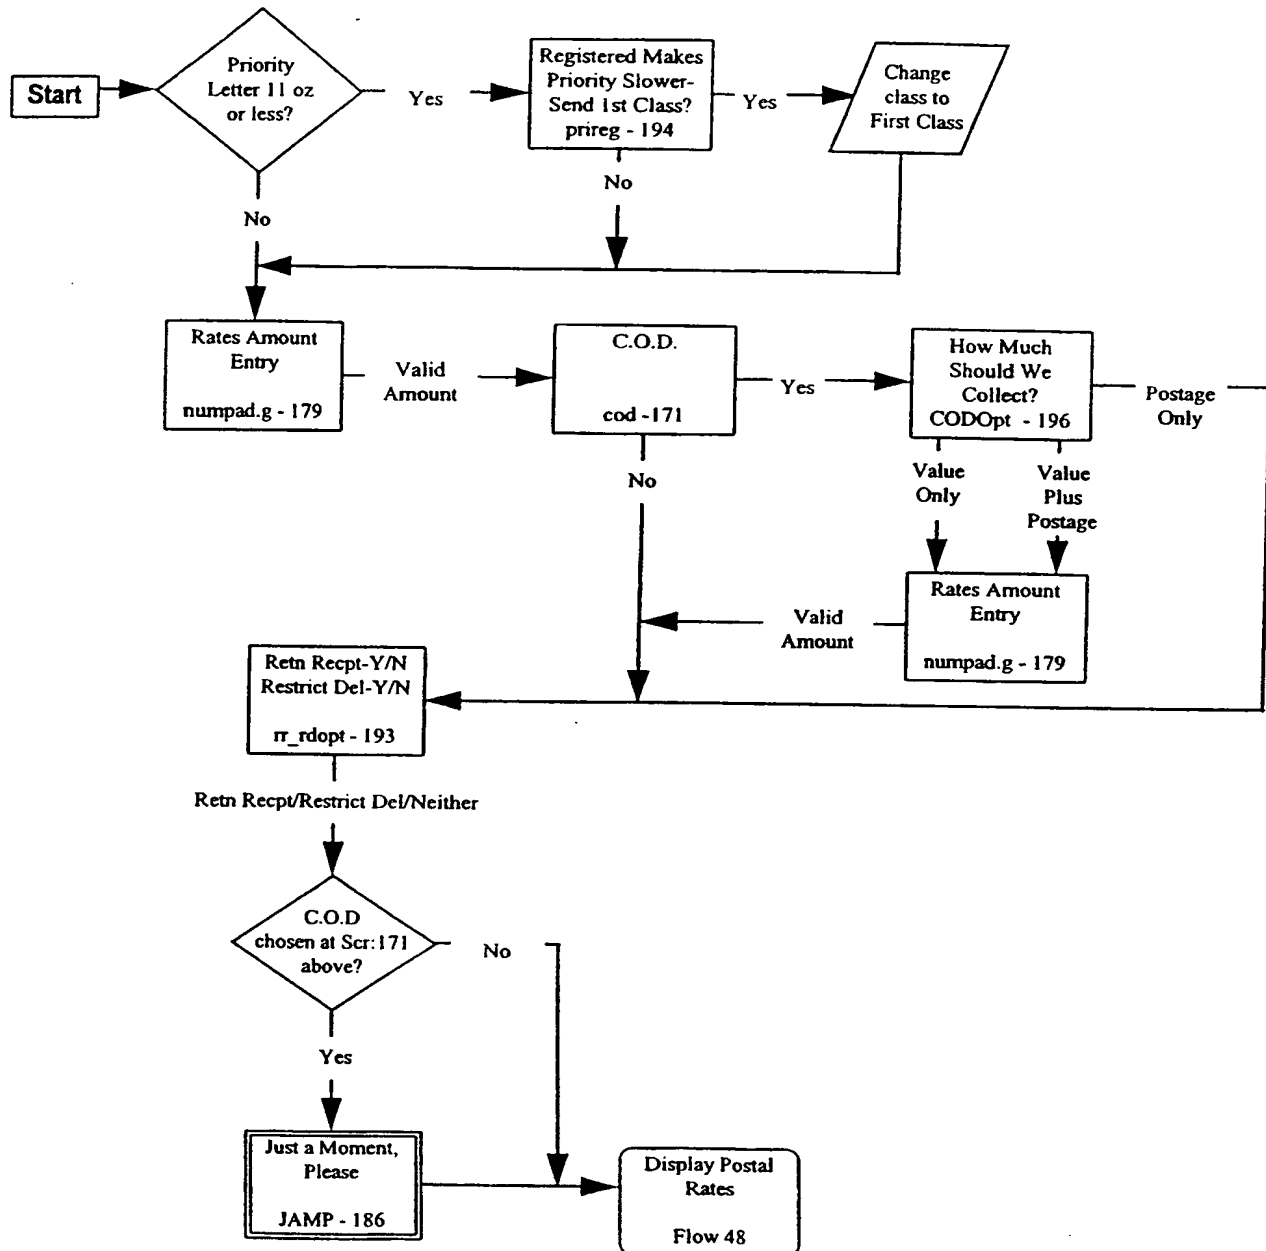 Start
Priority
Letter 11 oz
or less?
Yes
Registered Makes
Priority Slower-
Send 1st Class?
prireg - 194
Yes
Change
class to
First Class
No
No
Rates Amount
Entry
numpad.g - 179
Valid
Amount
C.O.D.
cod -171
Yes
How Much
Should We
Collect?
CODOpt - 196
Postage
Only
No
Value
Only
Value
Plus
Postage
Rates Amount
Entry
numpad.g - 179
Valid
Amount
Retn Recpt-Y/N
Restrict Del-Y/N
rr_rdopt - 193
Retn Recpt/Restrict Del/Neither
C.O.D
chosen at Scr:171
above?
No
Yes
Just a Moment,
Please
JAMP - 186
Display Postal
Rates
Flow 48